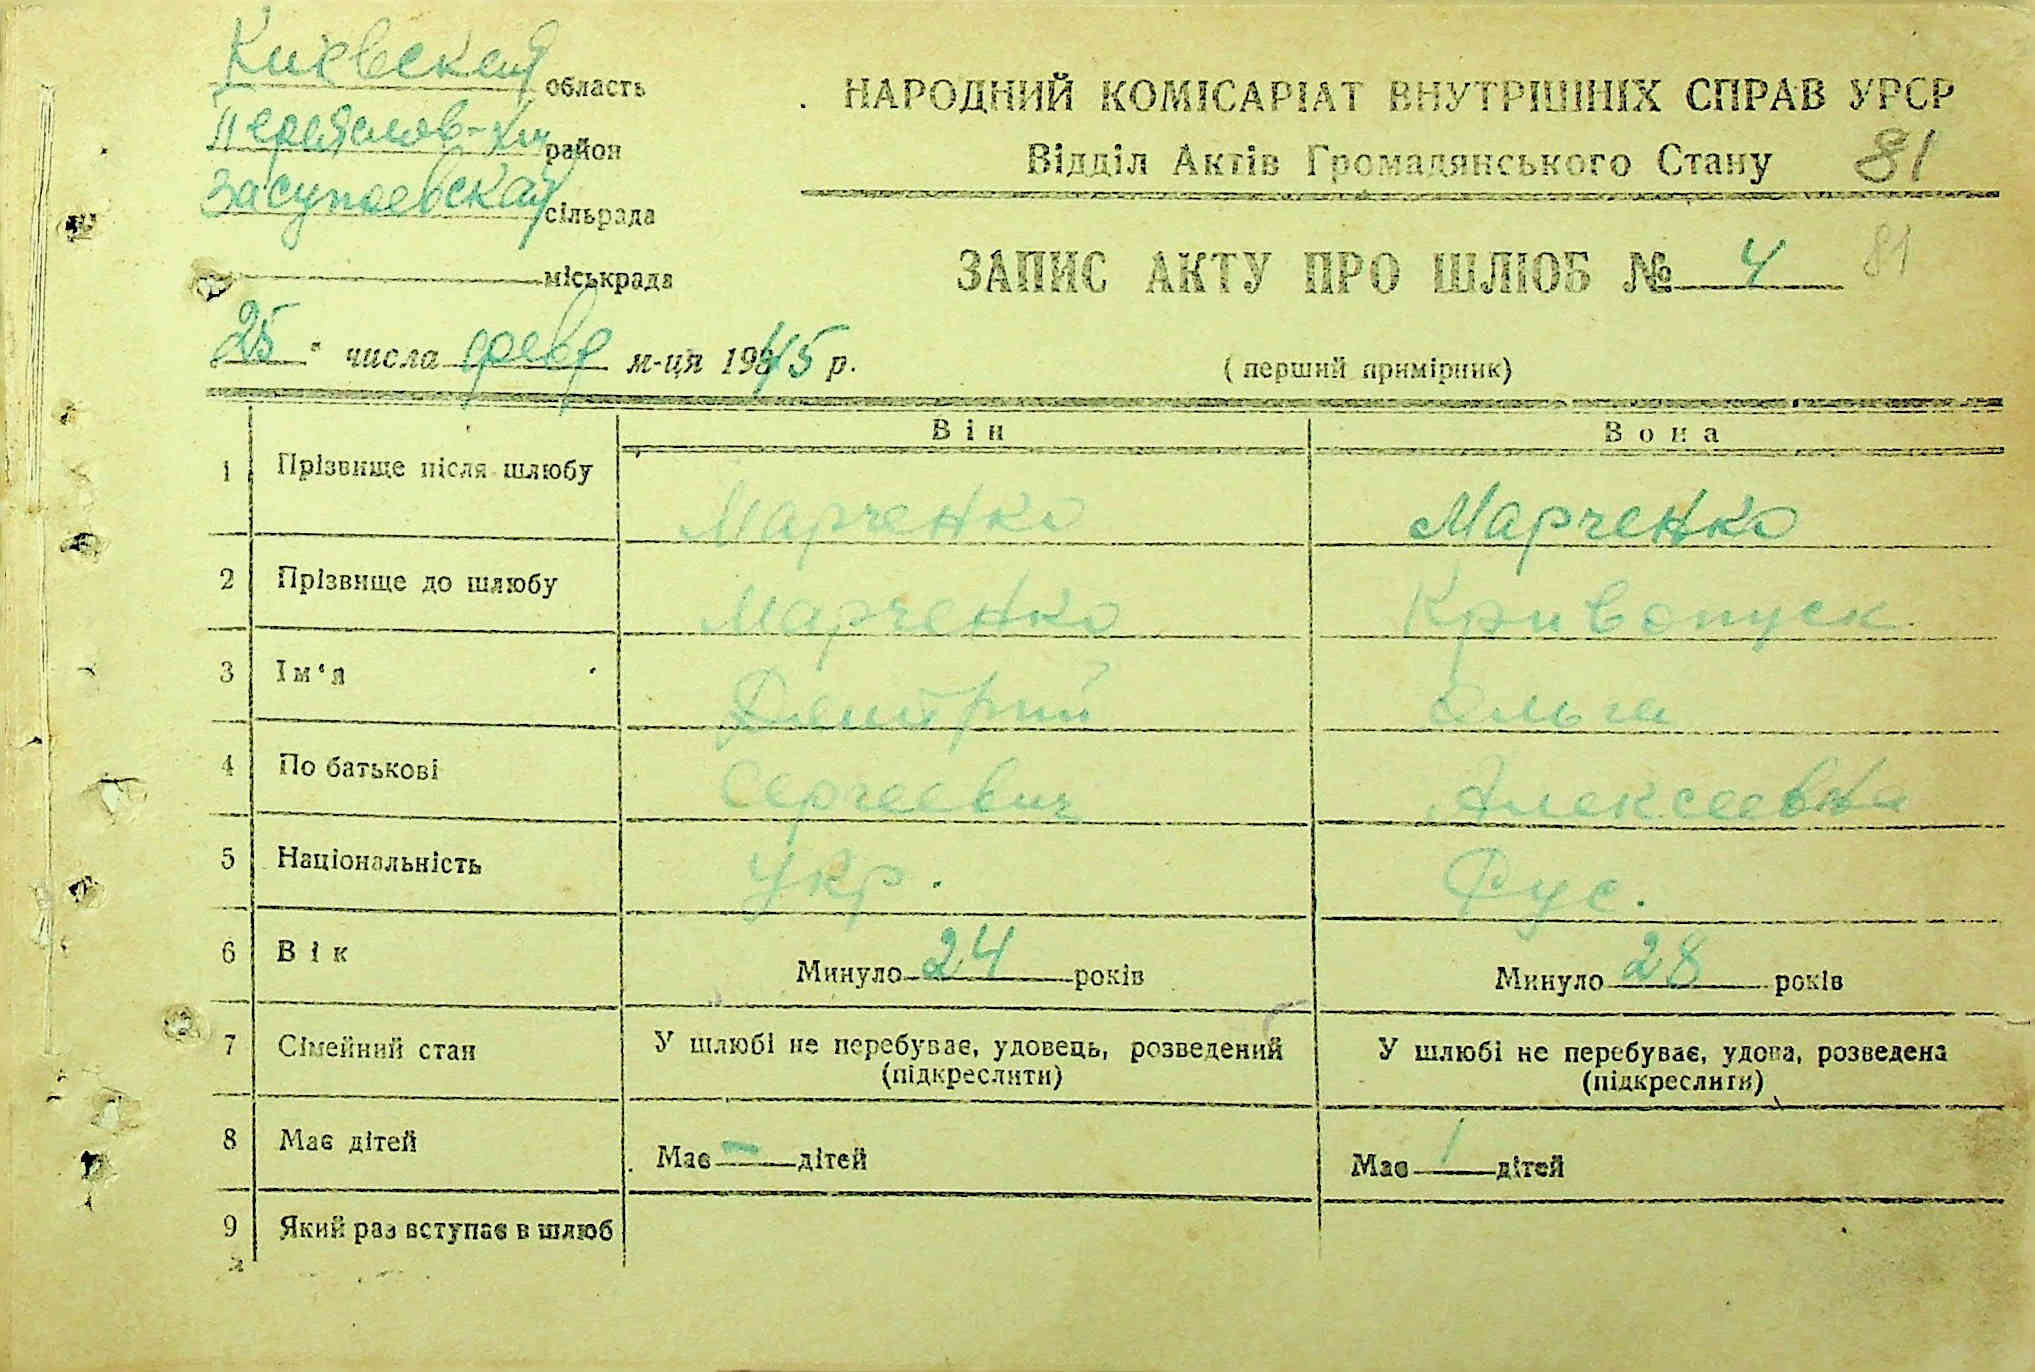 Киевская область
Переяслов-Хм район
Засупоевская сільрада
міськрада
НАРОДНИЙ КОМІСАРІАТ ВНУТРІШНІХ СПРАВ УРСР
Відділ Актів Громадянського Стану 81
ЗАПИС АКТУ ПРО ШЛЮБ № 4 81
25 " числа февр м-ця 1945 р.
(перший примірник)
Він Вона
1 Прізвище після шлюбу Марченко Марченко
2 Прізвище до шлюбу Марченко Кривопуск
3 Ім'я Дмитрий Ольга
4 По батькові Сергеевич Алексеевна
5 Національність Укр. Рус.
6 Вік Минуло 24 років Минуло 28 років
7 Сімейний стан У шлюбі не перебуває, удовець, розведений У шлюбі не перебуває, удова, розведена
(підкреслити) (підкреслити)
8 Має дітей Має – дітей Має 1 дітей
9 Який раз вступає в шлюб